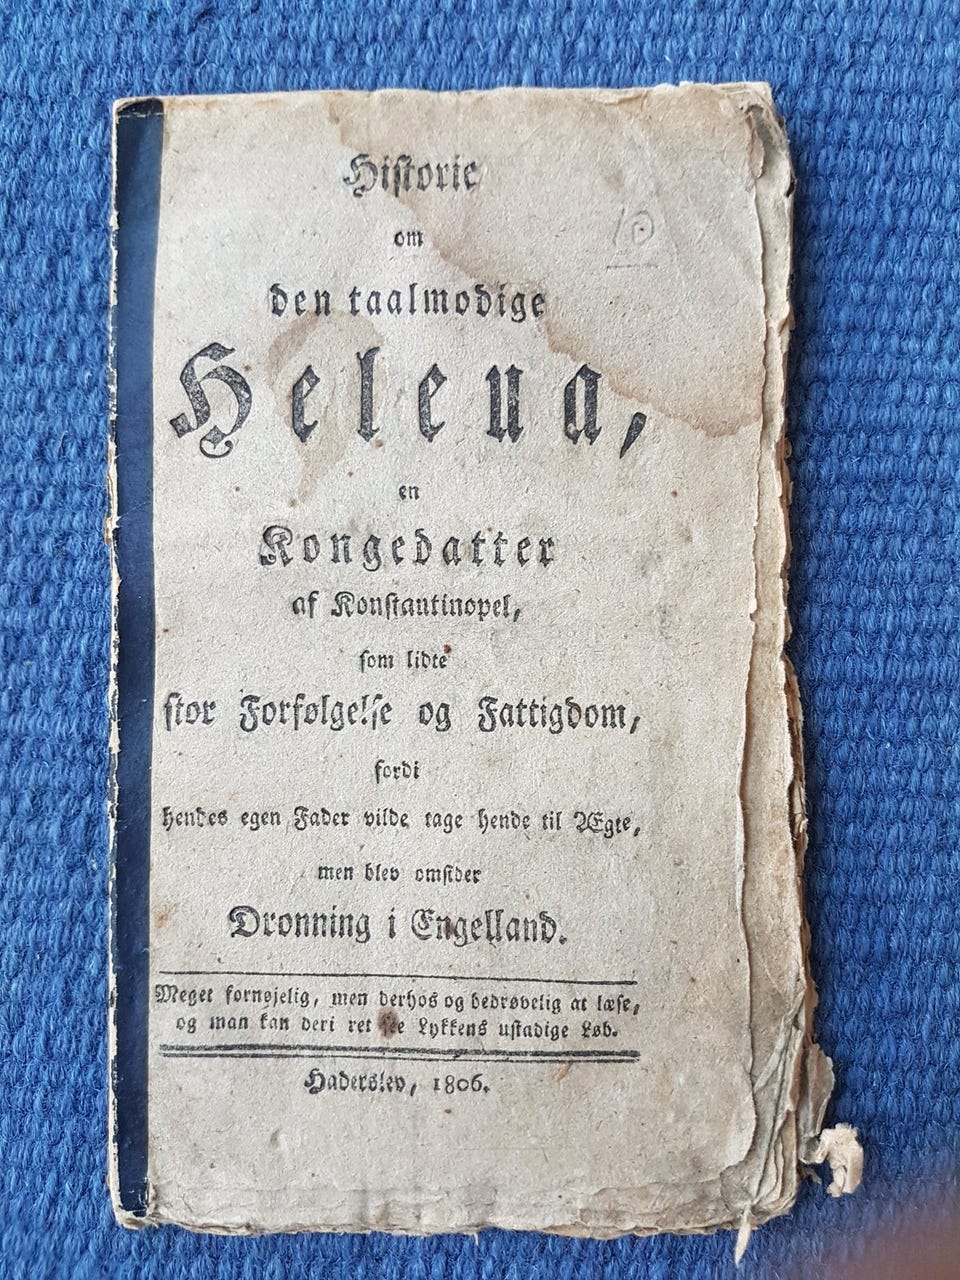 Historie
om
den taalmodige
Helena,
en
Kongedatter
af Konstantinopel,
som lidte
stor Forfølgelse og Fattigdom,
fordi
hendes egen Fader vilde tage hende til Ægte,
men blev omsider
Dronning i Engelland.
Meget fornøjelig, men derhos og bedrøvelig at læse,
og man kan deri ret see Lykkens ustadige Løb.
Haderslev, 1806.